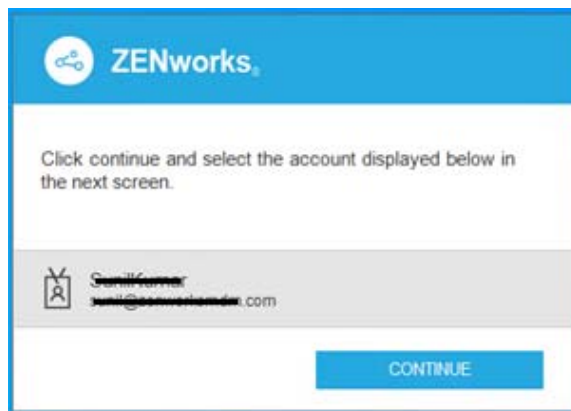 ZENworks®
Click continue and select the account displayed below in
the next screen.
.com
CONTINUE